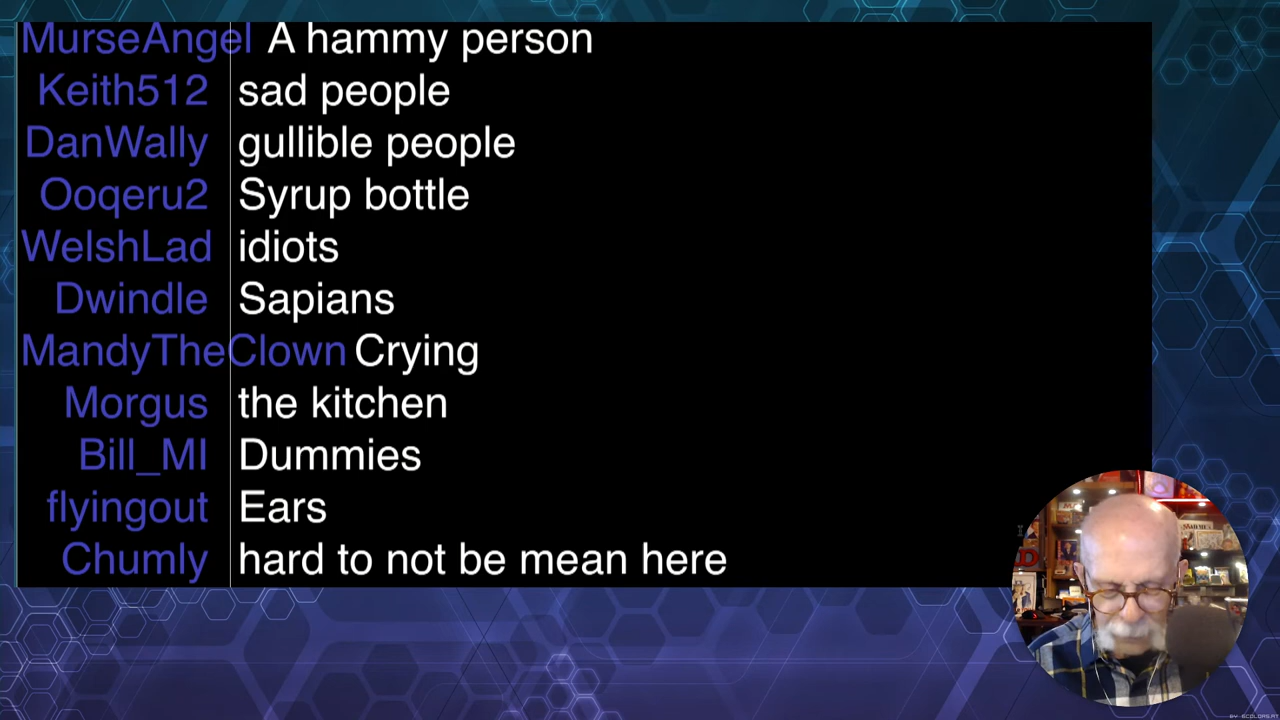 MurseAngel A hammy person
Keith512 sad people
DanWally gullible people
Ooqeru2 Syrup bottle
WelshLad idiots
Dwindle Sapians
MandyTheClown Crying
Morgus the kitchen
Bill_MI Dummies
flyingout Ears
Chumly hard to not be mean here